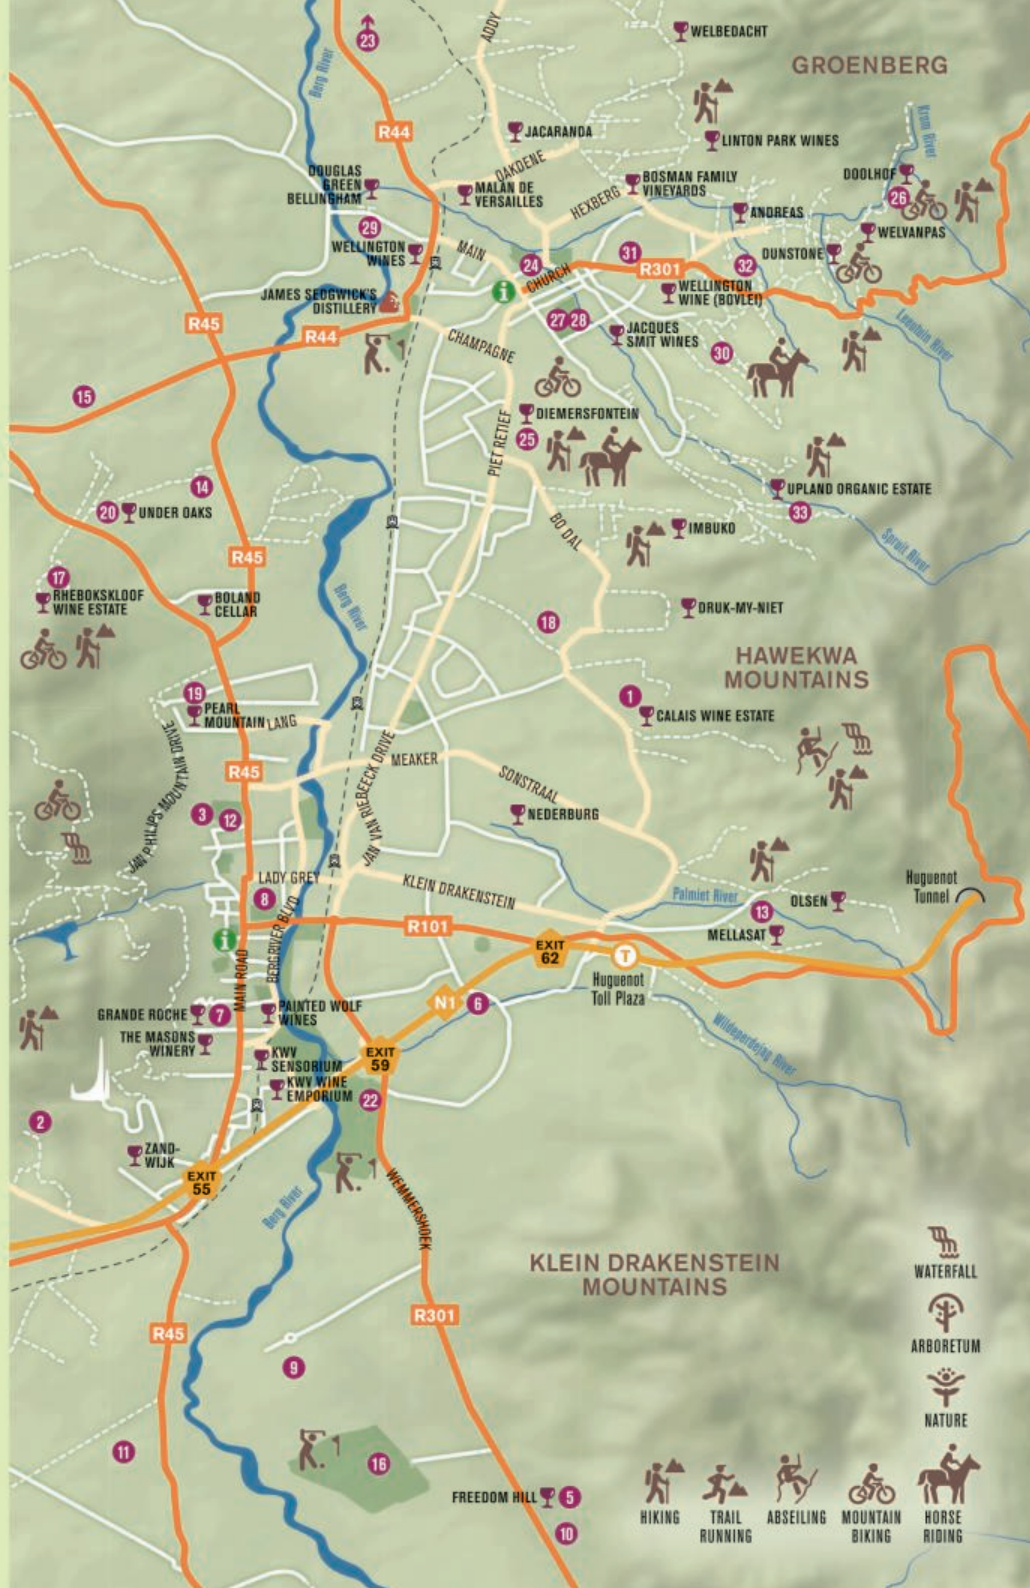 ADDY
WELBEDACHT
23
GROENBERG
Berg River
R44
JACARANDA
LINTON PARK WINES
Krom River
OAKDENE
DOUGLAS
GREEN
BELLINGHAM
MALAN DE
VERSAILLES
BOSMAN FAMILY
VINEYARDS
DOOLHOF
26
HEXBERG
ANDREAS
29
WELVANPAS
WELLINGTON
WINES
MAIN
24
CHURCH
31
R301
32
DUNSTONE
i
WELLINGTON
WINE (BOVLEI)
JAMES SEDGWICK'S
DISTILLERY
R45
R44
27
28
JACQUES
SMIT WINES
30
Leeutuin River
CHAMPAGNE
15
DIEMERSFONTEIN
25
PIET RETIEF
14
UPLAND ORGANIC ESTATE
20
UNDER OAKS
33
BO DAL
IMBUKO
Spruit River
R45
17
RHEBOKSKLOOF
WINE ESTATE
BOLAND
CELLAR
Berg River
DRUK-MY-NIET
18
HAWEKWA
MOUNTAINS
19
PEARL
MOUNTAIN
LANG
1
CALAIS WINE ESTATE
JAN PHILIPS MOUNTAIN DRIVE
R45
MEAKER
SONSTRAAL
JAN VAN RIEBEECK DRIVE
NEDERBURG
3
12
LADY GREY
KLEIN DRAKENSTEIN
8
Palmiet River
Huguenot
Tunnel
OLSEN
13
MELLASAT
R101
BERGRIVER BLVD
i
EXIT
62
T
Huguenot
Toll Plaza
MAIN ROAD
N1
6
GRANDE ROCHE
7
PAINTED WOLF
WINES
THE MASONS
WINERY
KWV
SENSORIUM
EXIT
59
Wildeperdejag River
KWV WINE
EMPORIUM
22
2
ZAND-
WIJK
EXIT
55
Berg River
WEMMERSHOEK
KLEIN DRAKENSTEIN
MOUNTAINS
WATERFALL
R45
R301
ARBORETUM
9
NATURE
11
16
FREEDOM HILL
5
10
HIKING
TRAIL
RUNNING
ABSEILING
MOUNTAIN
BIKING
HORSE
RIDING